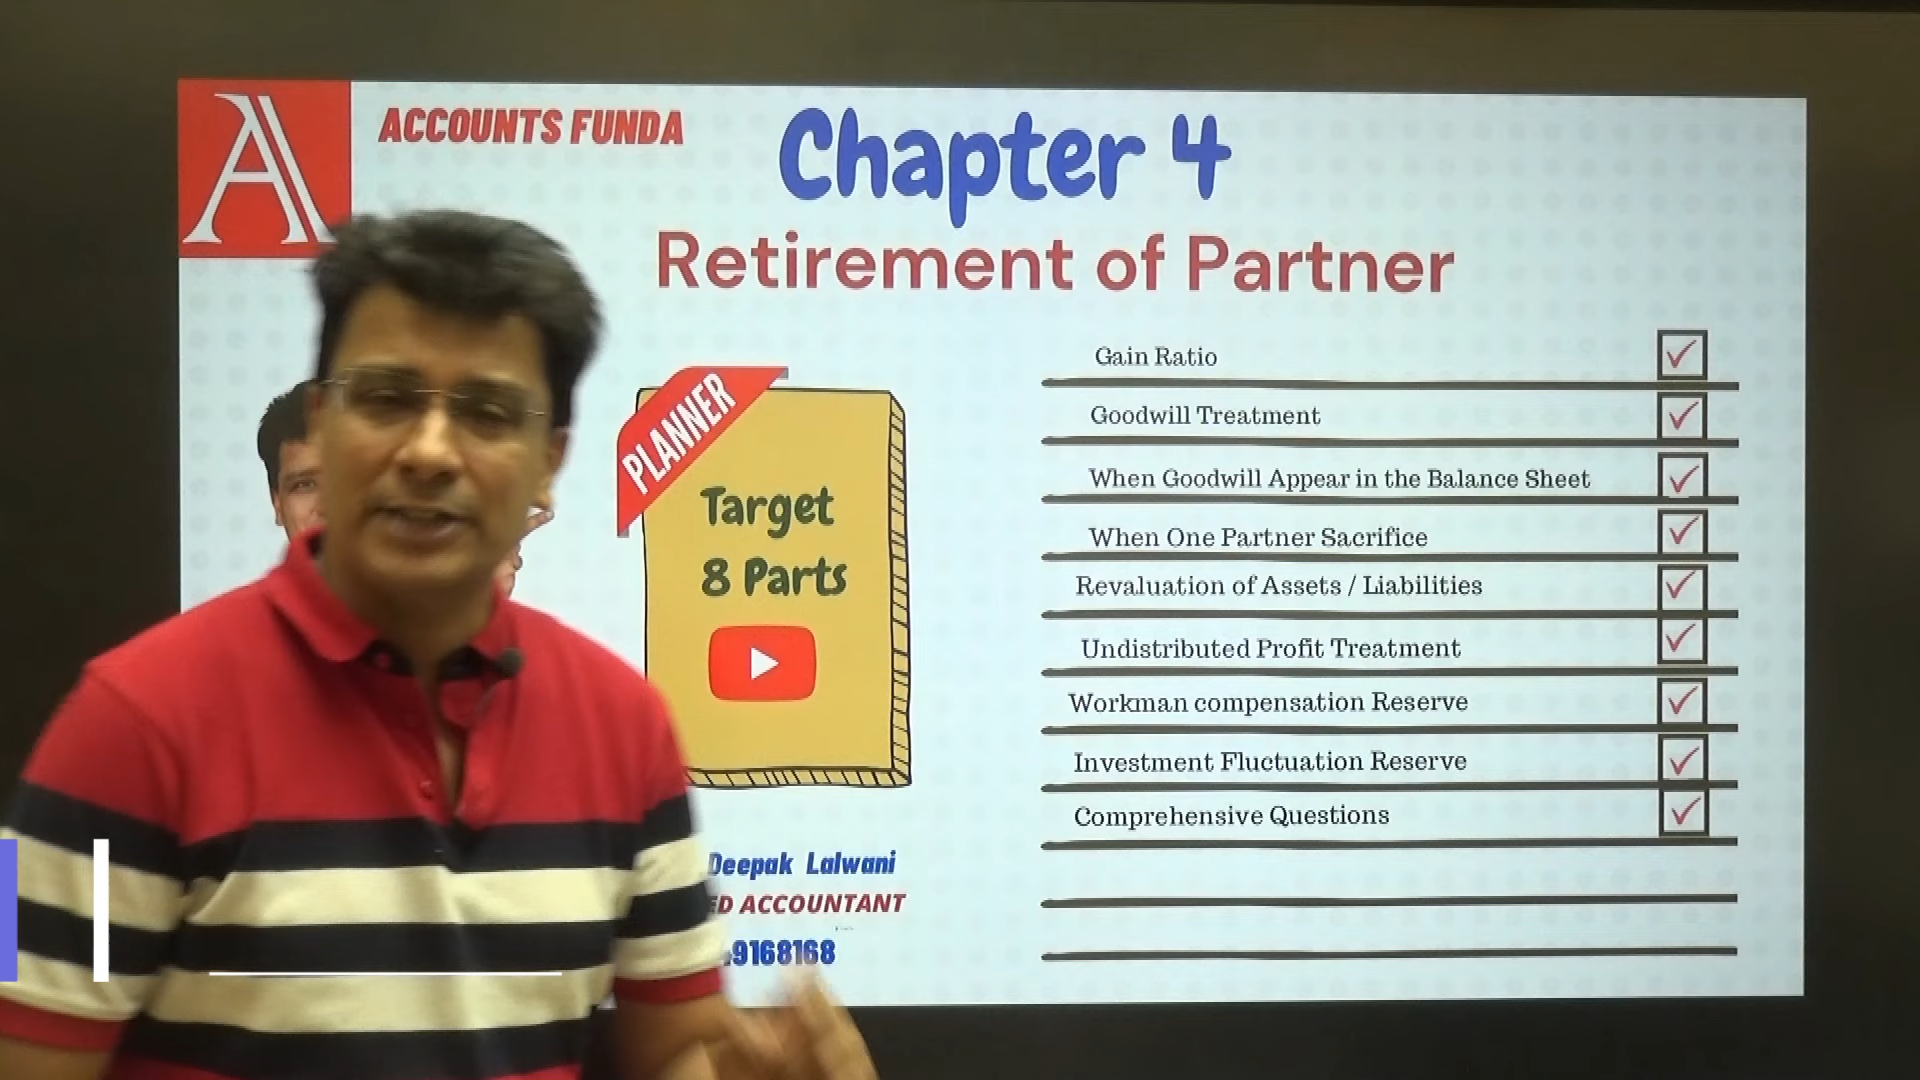 A
ACCOUNTS FUNDA
Chapter 4
Retirement of Partner
PLANNER
Target
8 Parts
Gain Ratio
Goodwill Treatment
When Goodwill Appear in the Balance Sheet
When One Partner Sacrifice
Revaluation of Assets / Liabilities
Undistributed Profit Treatment
Workman compensation Reserve
Investment Fluctuation Reserve
Comprehensive Questions
Deepak Lalwani
ACCOUNTANT
9168168